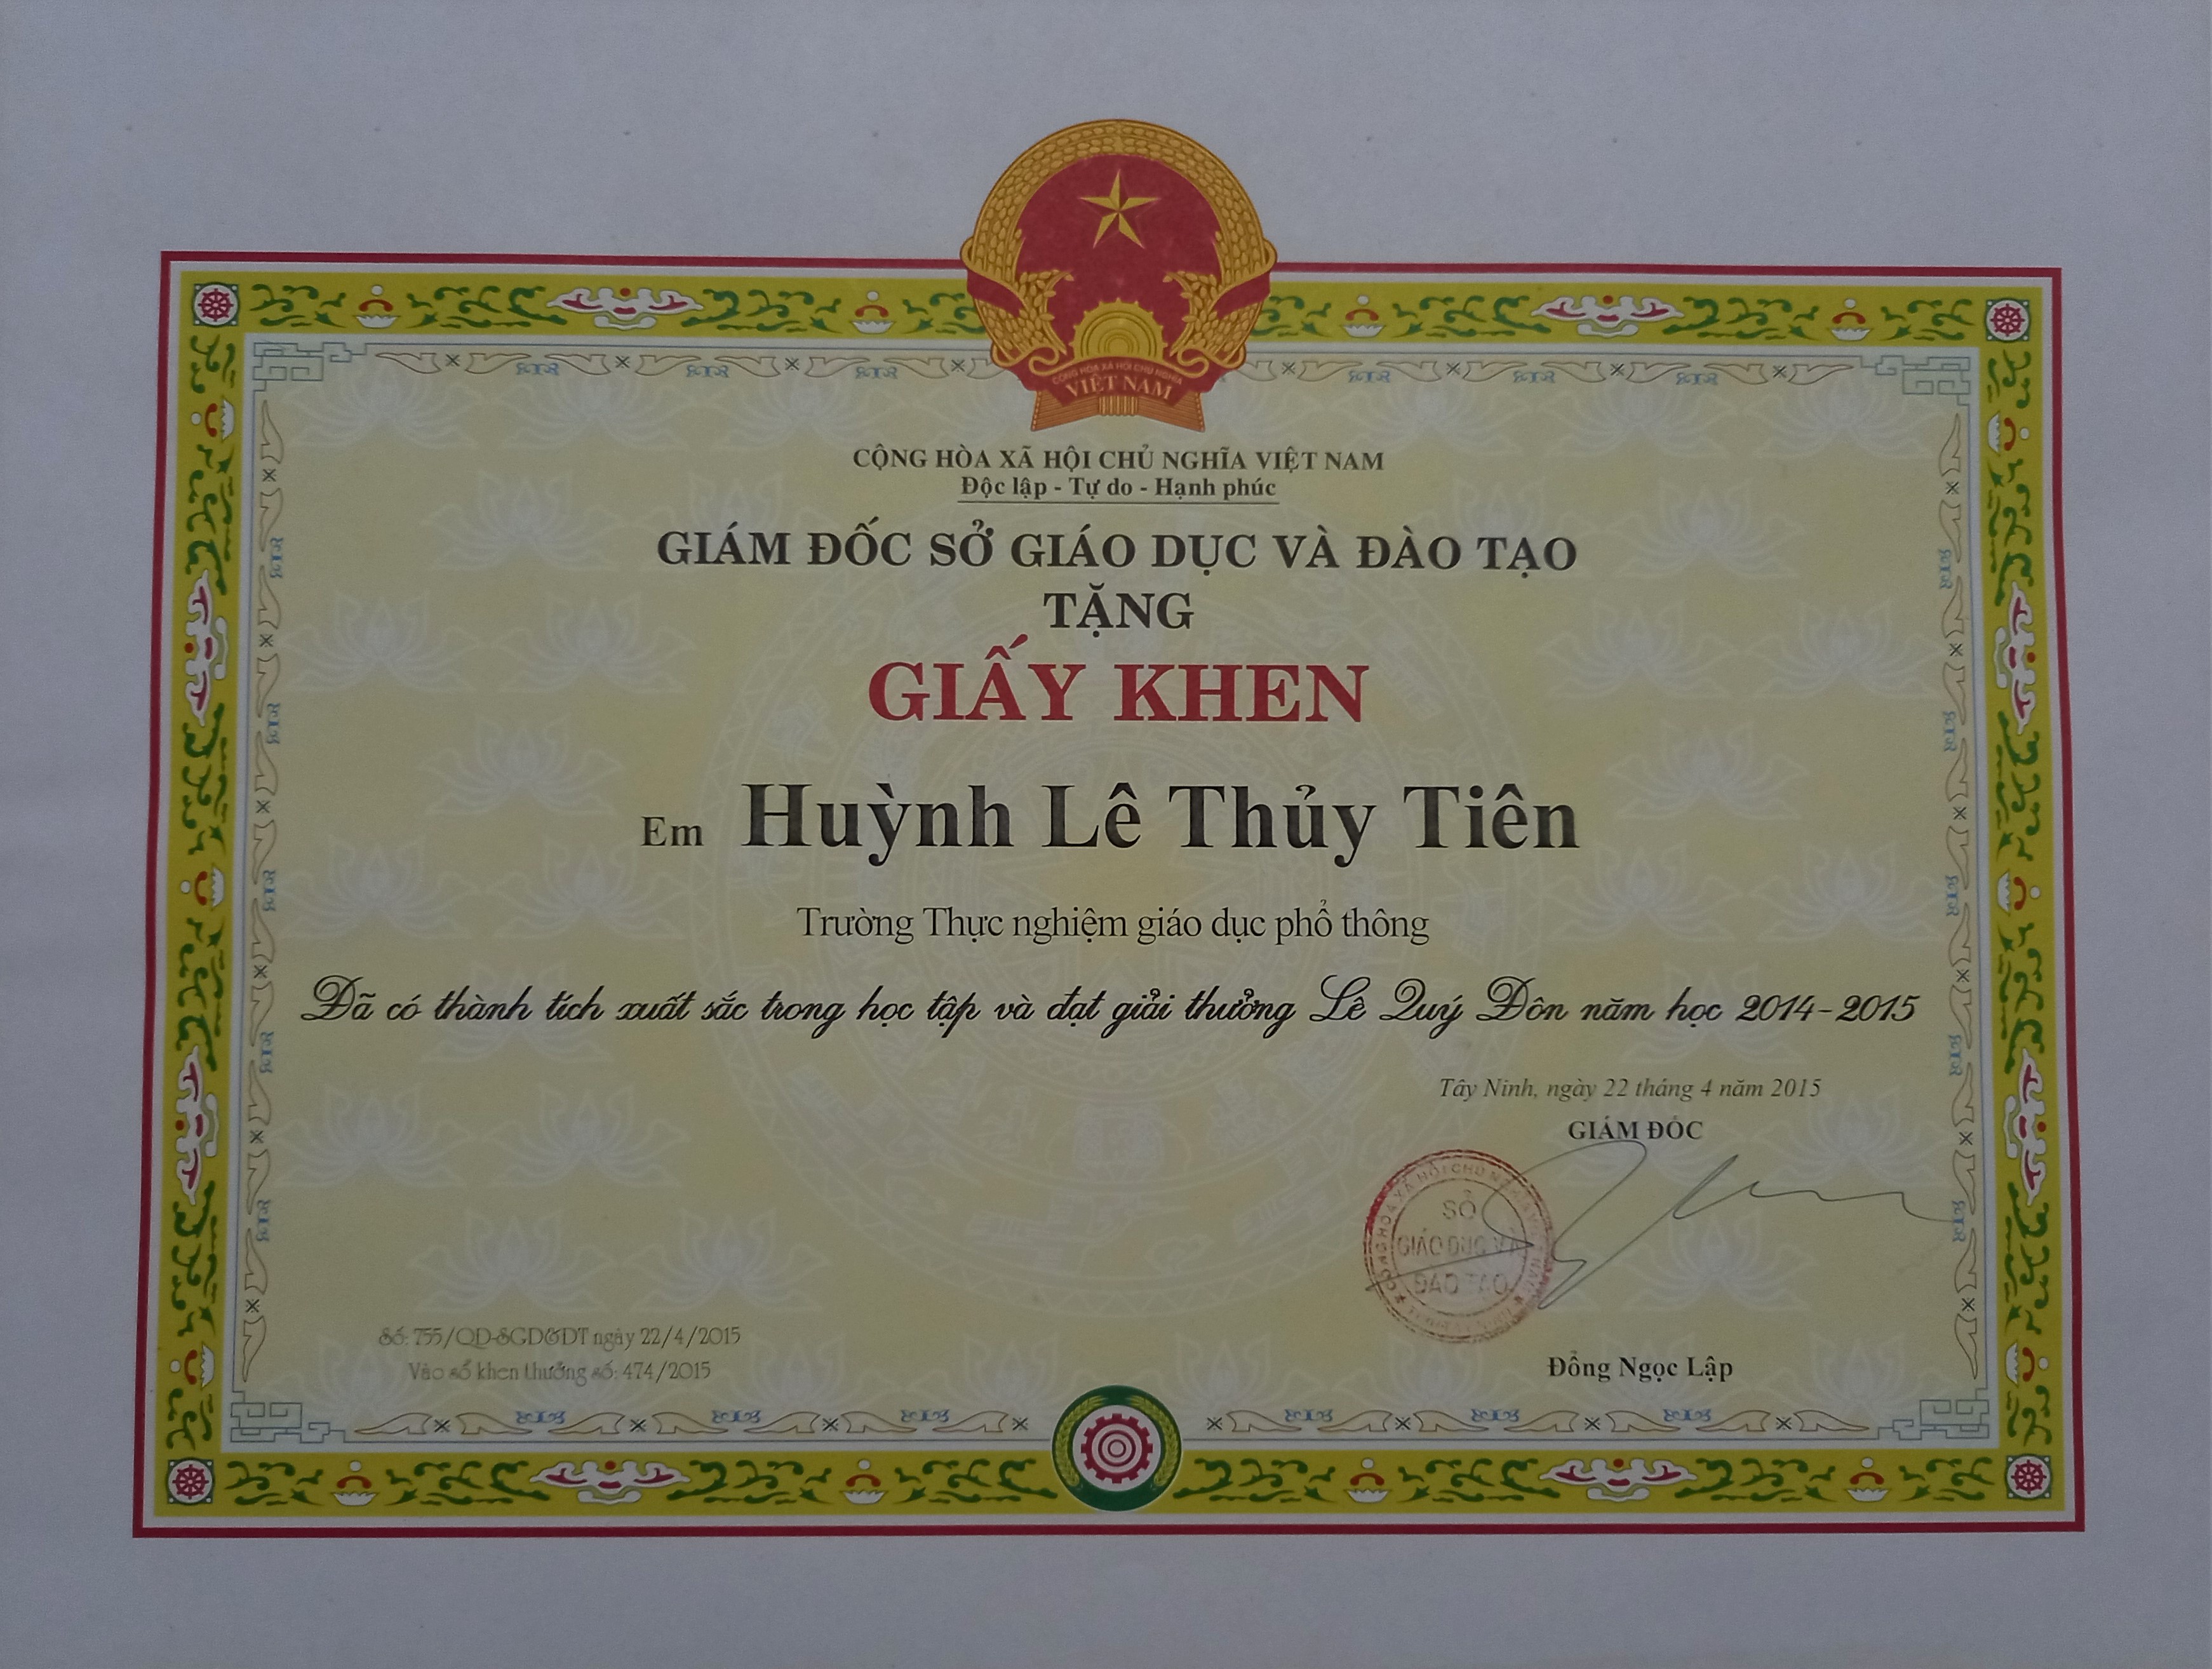 CỘNG HÒA XÃ HỘI CHỦ NGHĨA
VIỆT NAM
CỘNG HÒA XÃ HỘI CHỦ NGHĨA VIỆT NAM
Độc lập - Tự do - Hạnh phúc
GIÁM ĐỐC SỞ GIÁO DỤC VÀ ĐÀO TẠO
TẶNG
GIẤY KHEN
Em Huỳnh Lê Thủy Tiên
Trường Thực nghiệm giáo dục phổ thông
Đã có thành tích xuất sắc trong học tập và đạt giải thưởng Lê Quý Đôn năm học 2014-2015
Tây Ninh, ngày 22 tháng 4 năm 2015
GIÁM ĐỐC
SỞ
GIÁO DỤC VÀ
ĐÀO TẠO
Số: 755/QD-SGD&DT ngày 22/4/2015
Vào sổ khen thưởng số: 474/2015
Đồng Ngọc Lập